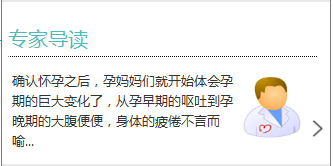 专家导读
确认怀孕之后，孕妈妈们就开始体会孕
期的巨大变化了，从孕早期的呕吐到孕
晚期的大腹便便，身体的疲倦不言而
喻...